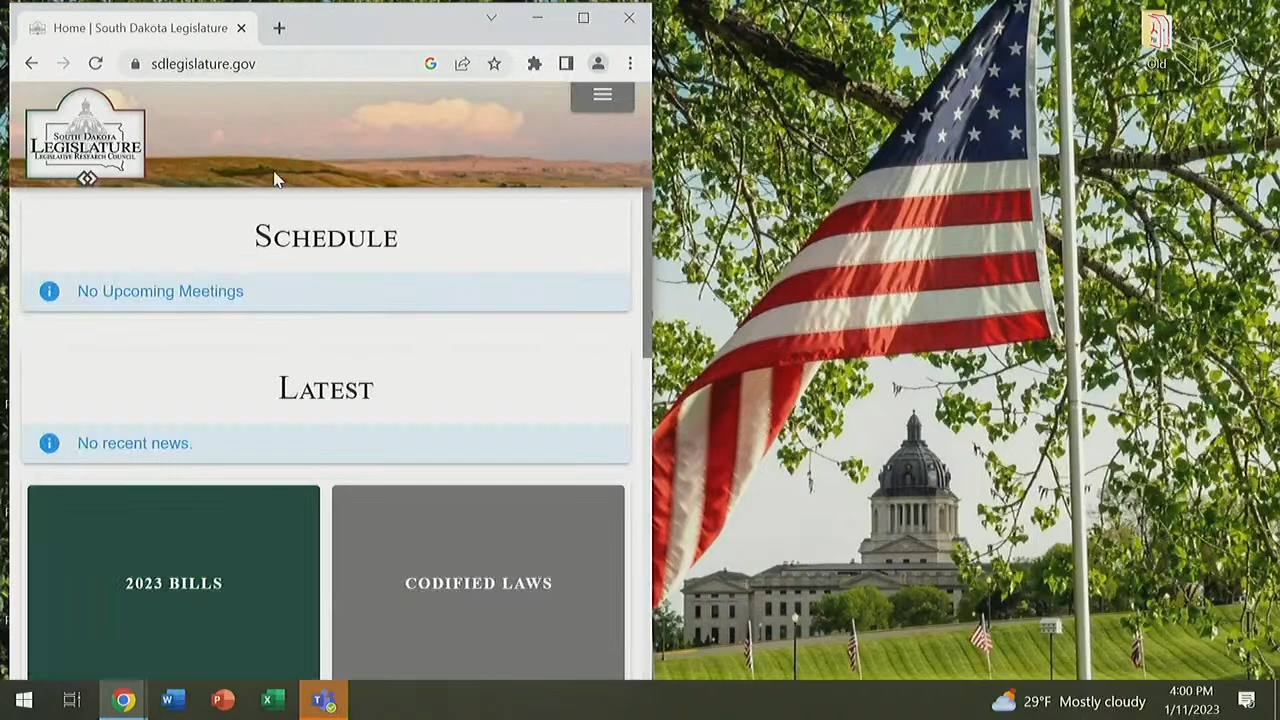 Home | South Dakota Legislature
sdlegislature.gov
South Dakota
Legislature
Legislative Research Council
Schedule
No Upcoming Meetings
Latest
No recent news.
2023 BILLS
CODIFIED LAWS
Old
29°F Mostly cloudy
4:00 PM
1/11/2023